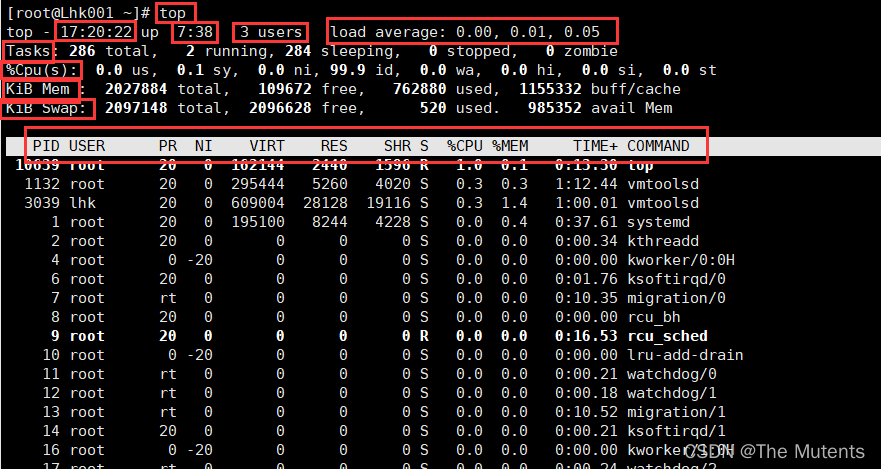 [root@Lhk001 ~]# top
top - 17:20:22 up  7:38,  3 users,  load average: 0.00, 0.01, 0.05
Tasks: 286 total,   2 running, 284 sleeping,   0 stopped,   0 zombie
%Cpu(s):  0.0 us,  0.1 sy,  0.0 ni, 99.9 id,  0.0 wa,  0.0 hi,  0.0 si,  0.0 st
KiB Mem :  2027884 total,   109672 free,   762880 used,  1155332 buff/cache
KiB Swap:  2097148 total,  2096628 free,      520 used.   985352 avail Mem
PID USER      PR  NI    VIRT    RES    SHR S  %CPU %MEM     TIME+ COMMAND
10639 root      20   0  162144   2440   1596 R   1.0  0.1   0:13.30 top
1132 root      20   0  295444   5260   4020 S   0.3  0.3   1:12.44 vmtoolsd
3039 lhk       20   0  609004  28128  19116 S   0.3  1.4   1:00.01 vmtoolsd
1 root      20   0  195100   8244   4228 S   0.0  0.4   0:37.61 systemd
2 root      20   0       0      0      0 S   0.0  0.0   0:00.34 kthreadd
4 root       0 -20       0      0      0 S   0.0  0.0   0:00.00 kworker/0:0H
6 root      20   0       0      0      0 S   0.0  0.0   0:01.76 ksoftirqd/0
7 root      rt   0       0      0      0 S   0.0  0.0   0:10.35 migration/0
8 root      20   0       0      0      0 S   0.0  0.0   0:00.00 rcu_bh
9 root      20   0       0      0      0 R   0.0  0.0   0:16.53 rcu_sched
10 root       0 -20       0      0      0 S   0.0  0.0   0:00.00 lru-add-drain
11 root      rt   0       0      0      0 S   0.0  0.0   0:00.21 watchdog/0
12 root      rt   0       0      0      0 S   0.0  0.0   0:00.18 watchdog/1
13 root      rt   0       0      0      0 S   0.0  0.0   0:10.52 migration/1
14 root      20   0       0      0      0 S   0.0  0.0   0:00.21 ksoftirqd/1
16 root       0 -20       0      0      0 S   0.0  0.0   0:00.00 kworker/1:0H
17 root      rt   0       0      0      0 S   0.0  0.0   0:00.24 watchdog/2
CSDN @The Mutents